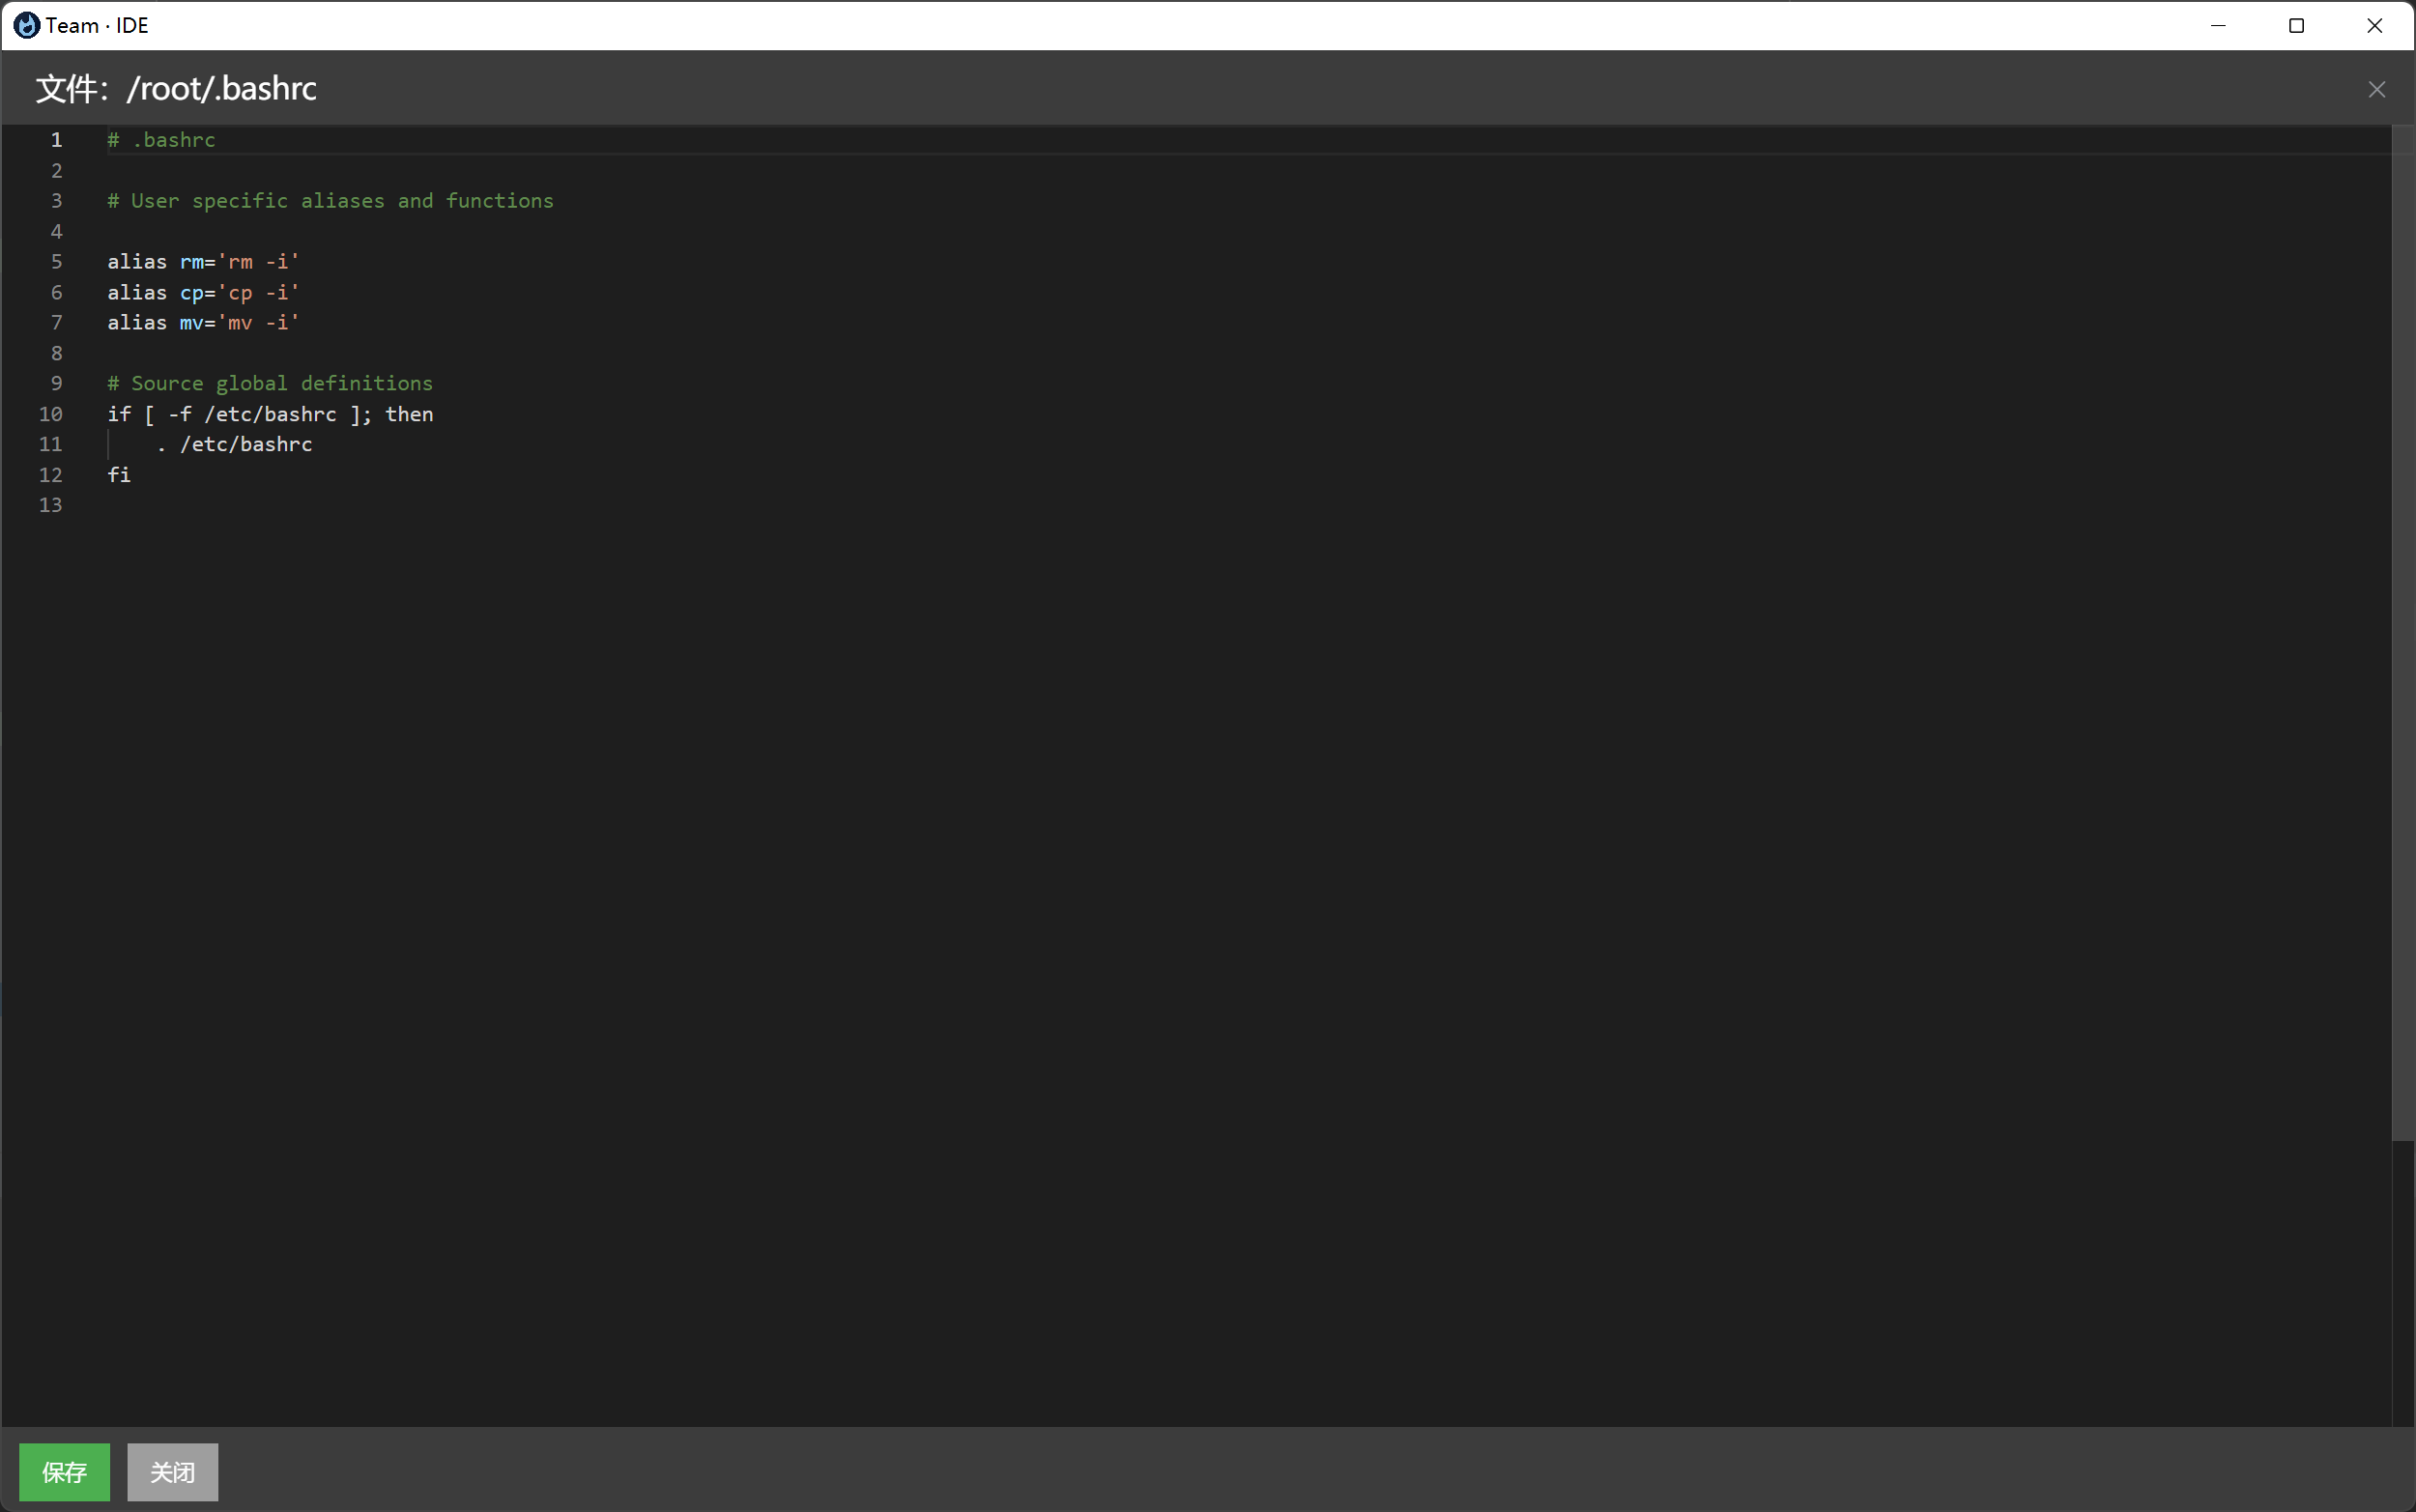 Team · IDE
文件：/root/.bashrc
1 # .bashrc
2
3 # User specific aliases and functions
4
5 alias rm='rm -i'
6 alias cp='cp -i'
7 alias mv='mv -i'
8
9 # Source global definitions
10 if [ -f /etc/bashrc ]; then
11     . /etc/bashrc
12 fi
13
保存 关闭